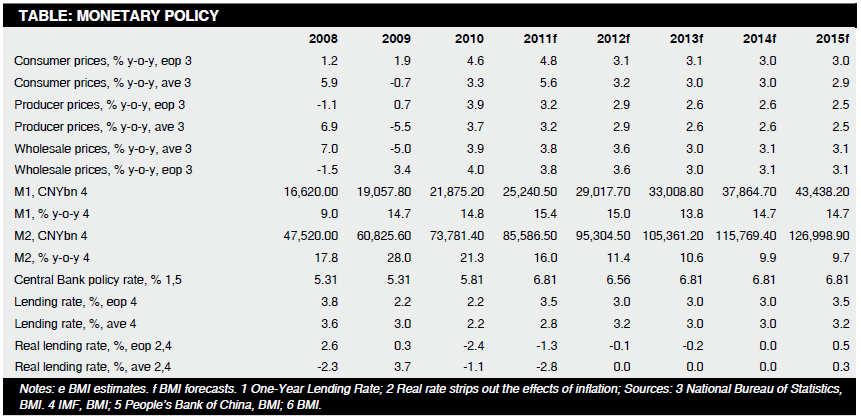 TABLE: MONETARY POLICY
2008 2009 2010 2011f 2012f 2013f 2014f 2015f
Consumer prices, % y-o-y, eop 3 1.2 1.9 4.6 4.8 3.1 3.1 3.0 3.0
Consumer prices, % y-o-y, ave 3 5.9 -0.7 3.3 5.6 3.2 3.0 3.0 2.9
Producer prices, % y-o-y, eop 3 -1.1 0.7 3.9 3.2 2.9 2.6 2.6 2.5
Producer prices, % y-o-y, ave 3 6.9 -5.5 3.7 3.2 2.9 2.6 2.6 2.5
Wholesale prices, % y-o-y, ave 3 7.0 -5.0 3.9 3.8 3.6 3.0 3.1 3.1
Wholesale prices, % y-o-y, eop 3 -1.5 3.4 4.0 3.8 3.6 3.0 3.1 3.1
M1, CNYbn 4 16,620.00 19,057.80 21,875.20 25,240.50 29,017.70 33,008.80 37,864.70 43,438.20
M1, % y-o-y 4 9.0 14.7 14.8 15.4 15.0 13.8 14.7 14.7
M2, CNYbn 4 47,520.00 60,825.60 73,781.40 85,586.50 95,304.50 105,361.20 115,769.40 126,998.90
M2, % y-o-y 4 17.8 28.0 21.3 16.0 11.4 10.6 9.9 9.7
Central Bank policy rate, % 1,5 5.31 5.31 5.81 6.81 6.56 6.81 6.81 6.81
Lending rate, %, eop 4 3.8 2.2 2.2 3.5 3.0 3.0 3.0 3.5
Lending rate, %, ave 4 3.6 3.0 2.2 2.8 3.2 3.0 3.0 3.2
Real lending rate, %, eop 2,4 2.6 0.3 -2.4 -1.3 -0.1 -0.2 0.0 0.5
Real lending rate, %, ave 2,4 -2.3 3.7 -1.1 -2.8 0.0 0.0 0.0 0.3
Notes: e BMI estimates. f BMI forecasts. 1 One-Year Lending Rate; 2 Real rate strips out the effects of inflation; Sources: 3 National Bureau of Statistics,
BMI. 4 IMF, BMI; 5 People's Bank of China, BMI; 6 BMI.